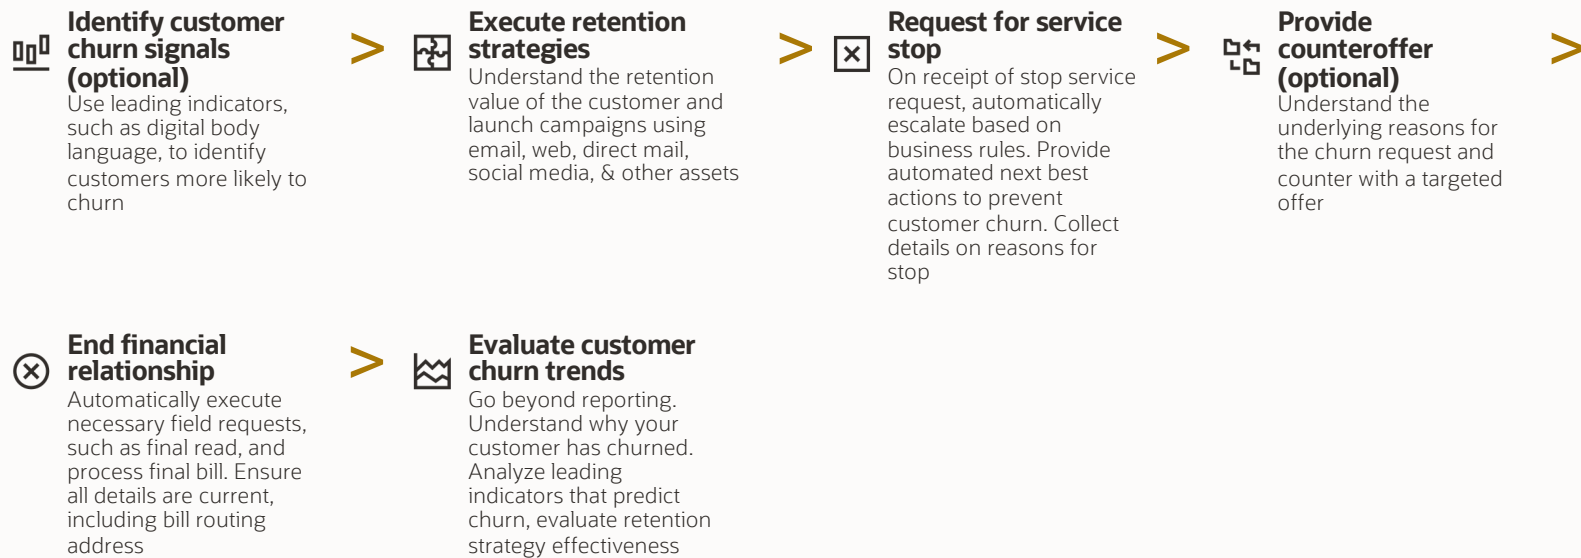 Identify customer
churn signals
(optional)
Use leading indicators,
such as digital body
language, to identify
customers more likely to
churn
>
Execute retention
strategies
Understand the retention
value of the customer and
launch campaigns using
email, web, direct mail,
social media, & other assets
>
Request for service
stop
On receipt of stop service
request, automatically
escalate based on
business rules. Provide
automated next best
actions to prevent
customer churn. Collect
details on reasons for
stop
>
Provide
counteroffer
(optional)
Understand the
underlying reasons for
the churn request and
counter with a targeted
offer
>
End financial
relationship
Automatically execute
necessary field requests,
such as final read, and
process final bill. Ensure
all details are current,
including bill routing
address
>
Evaluate customer
churn trends
Go beyond reporting.
Understand why your
customer has churned.
Analyze leading
indicators that predict
churn, evaluate retention
strategy effectiveness